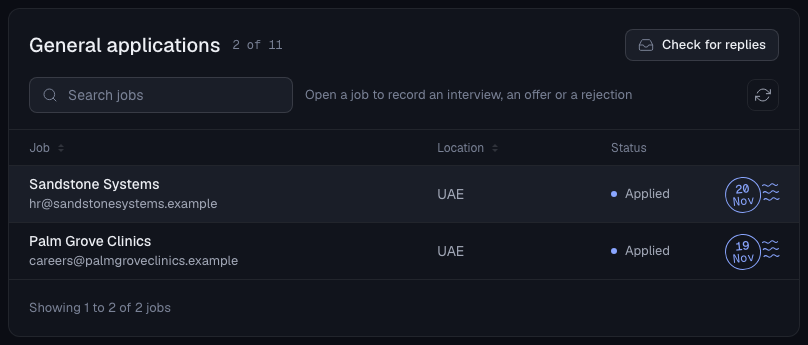 General applications 2 of 11
Check for replies
Search jobs
Open a job to record an interview, an offer or a rejection
Job Location Status
Sandstone Systems
hr@sandstonesystems.example
UAE
Applied
20
Nov
Palm Grove Clinics
careers@palmgroveclinics.example
UAE
Applied
19
Nov
Showing 1 to 2 of 2 jobs